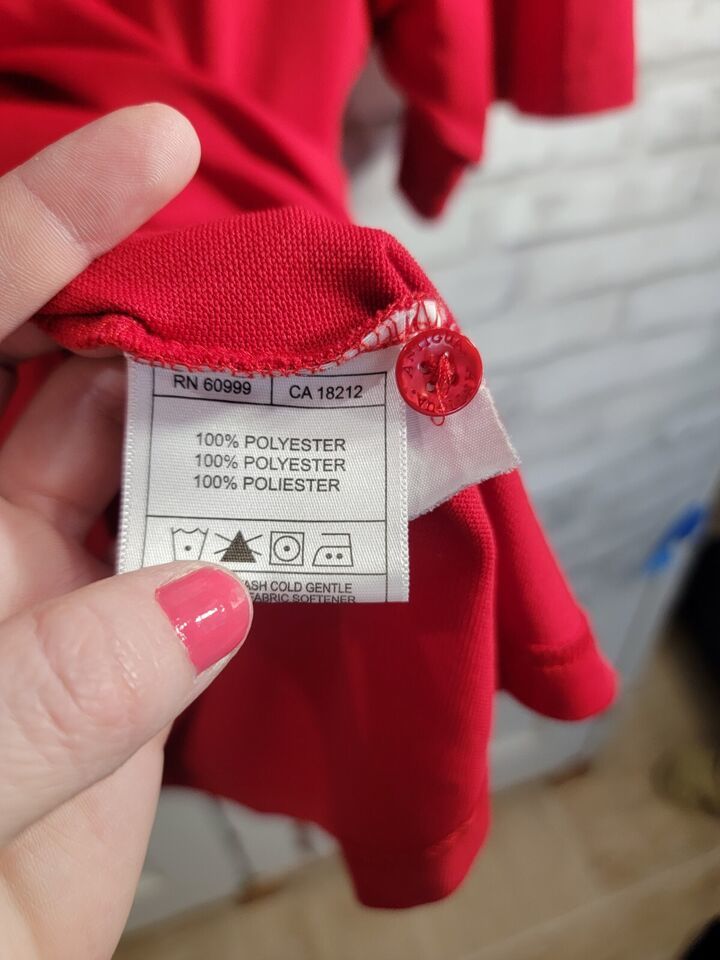 RN 60999 CA 18212
100% POLYESTER
100% POLYESTER
100% POLIESTER
ASH COLD GENTLE
FABRIC SOFTENER